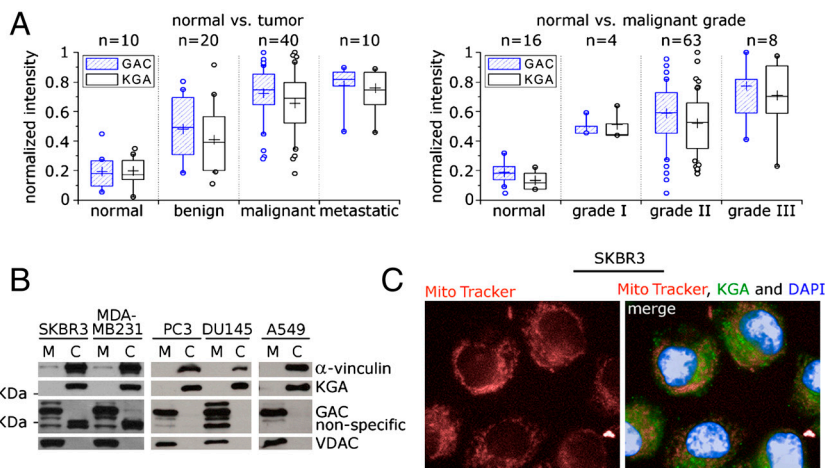 A
normal vs. tumor
n=10 n=20 n=40 n=10
GAC
KGA
normalized intensity
1
0.8
0.6
0.4
0.2
0
normal benign malignant metastatic
normal vs. malignant grade
n=16 n=4 n=63 n=8
GAC
KGA
normalized intensity
1
0.8
0.6
0.4
0.2
0
normal grade I grade II grade III
B
SKBR3 MDA-MB231 PC3 DU145 A549
M C M C M C M C M C
α-vinculin
KGA
KDa
GAC
KDa
non-specific
VDAC
C
SKBR3
Mito Tracker
Mito Tracker, KGA and DAPI
merge